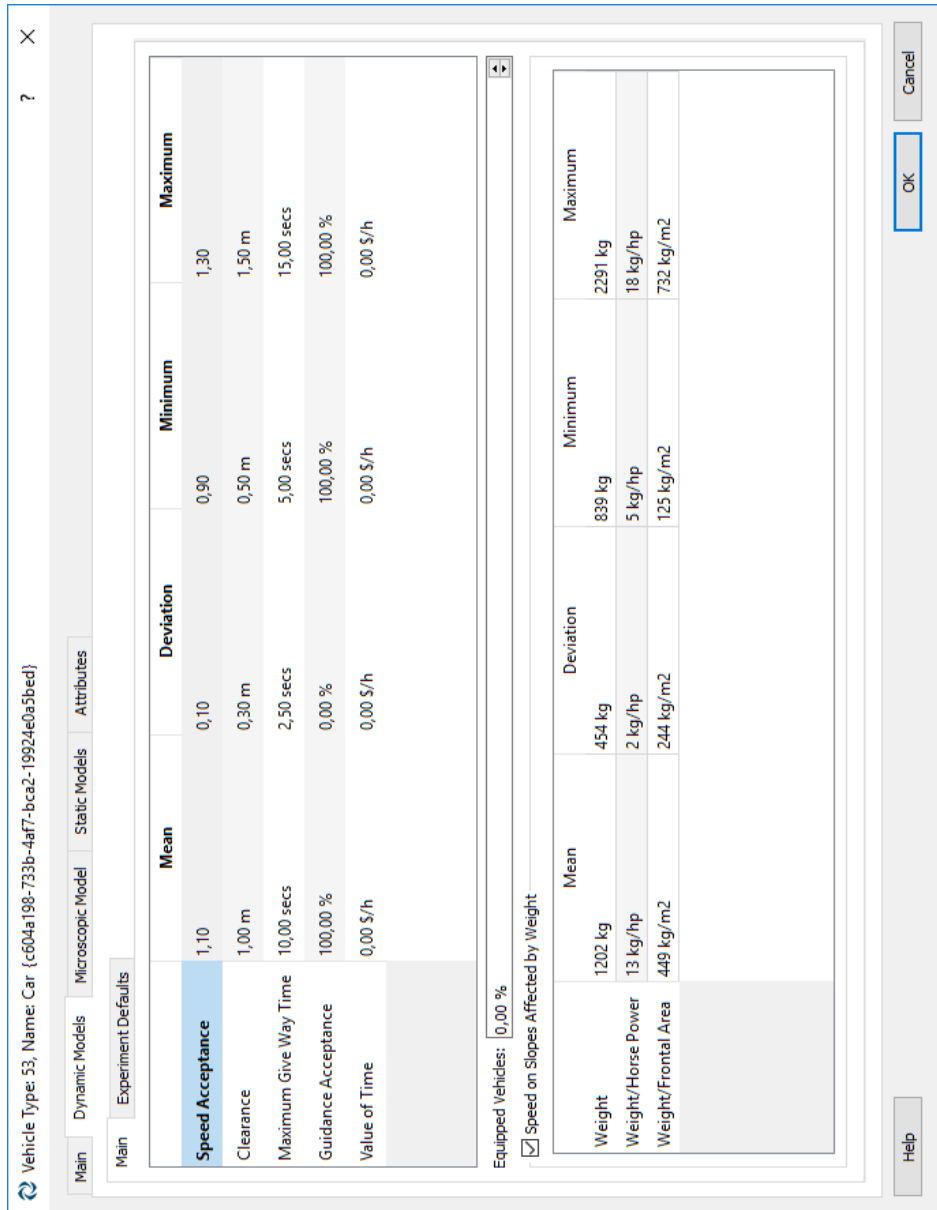 Vehicle Type: 53, Name: Car {c604a198-733b-4af7-bca2-19924e0a5bed} ? ×
Main Dynamic Models Microscopic Model Static Models Attributes
Main Experiment Defaults
Mean Deviation Minimum Maximum
Speed Acceptance 1,10 0,10 0,90 1,30
Clearance 1,00 m 0,30 m 0,50 m 1,50 m
Maximum Give Way Time 10,00 secs 2,50 secs 5,00 secs 15,00 secs
Guidance Acceptance 100,00 % 0,00 % 100,00 % 100,00 %
Value of Time 0,00 $/h 0,00 $/h 0,00 $/h 0,00 $/h
Equipped Vehicles: 0,00 %
Speed on Slopes Affected by Weight
Mean Deviation Minimum Maximum
Weight 1202 kg 454 kg 839 kg 2291 kg
Weight/Horse Power 13 kg/hp 2 kg/hp 5 kg/hp 18 kg/hp
Weight/Frontal Area 449 kg/m2 244 kg/m2 125 kg/m2 732 kg/m2
Help OK Cancel